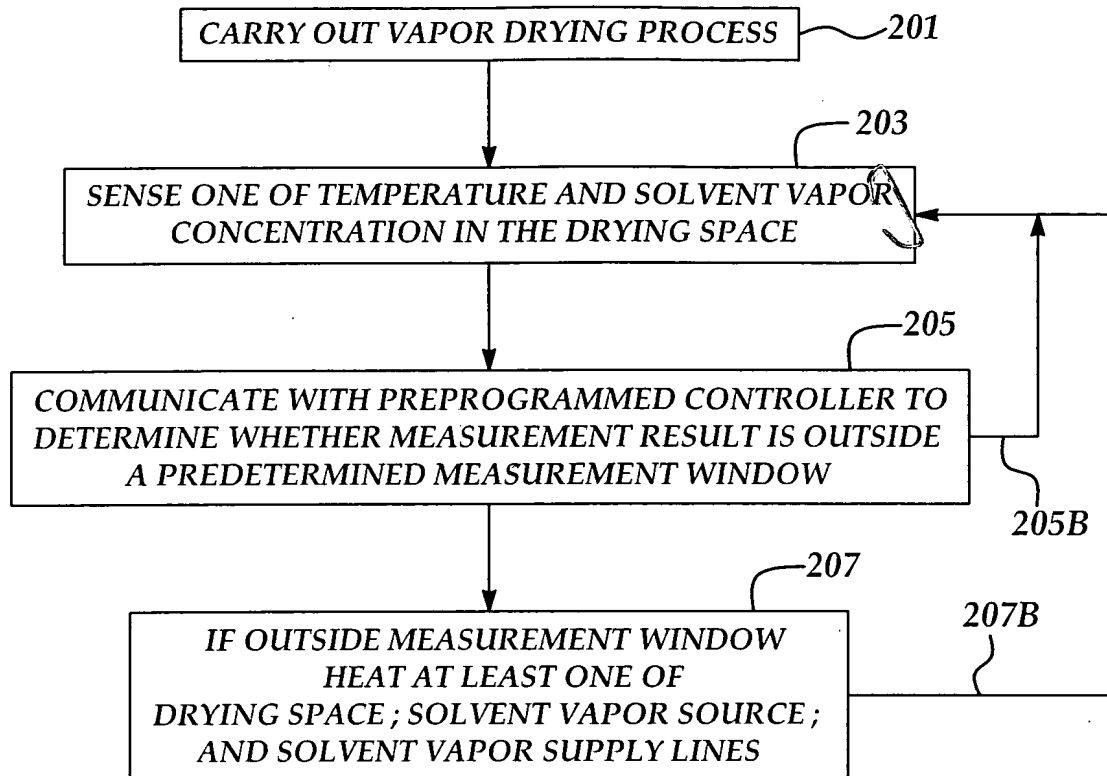 CARRY OUT VAPOR DRYING PROCESS
201
203
SENSE ONE OF TEMPERATURE AND SOLVENT VAPOR
CONCENTRATION IN THE DRYING SPACE
205
COMMUNICATE WITH PREPROGRAMMED CONTROLLER TO
DETERMINE WHETHER MEASUREMENT RESULT IS OUTSIDE
A PREDETERMINED MEASUREMENT WINDOW
205B
207
IF OUTSIDE MEASUREMENT WINDOW
HEAT AT LEAST ONE OF
DRYING SPACE ; SOLVENT VAPOR SOURCE ;
AND SOLVENT VAPOR SUPPLY LINES
207B